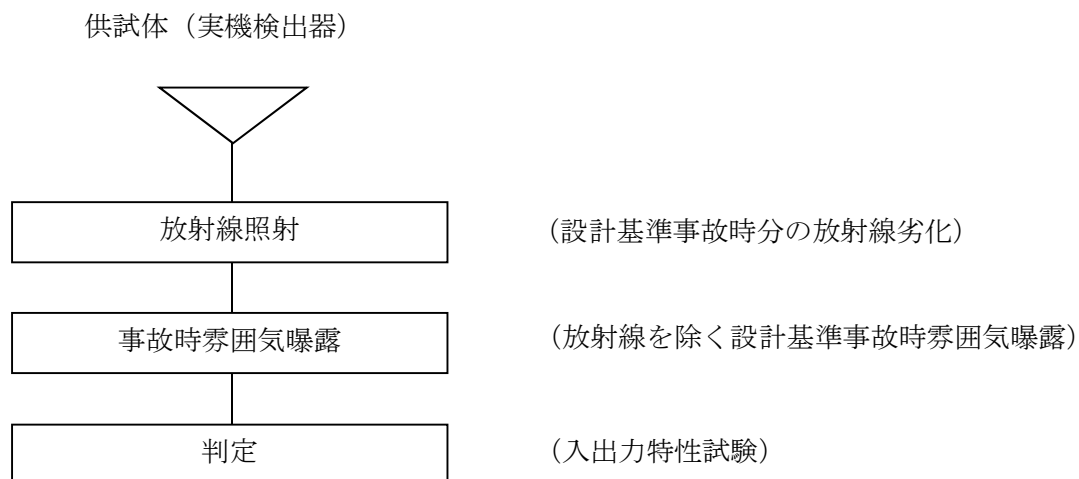 供試体（実機検出器）
放射線照射 （設計基準事故時分の放射線劣化）
事故時雰囲気曝露 （放射線を除く設計基準事故時雰囲気曝露）
判定 （入出力特性試験）